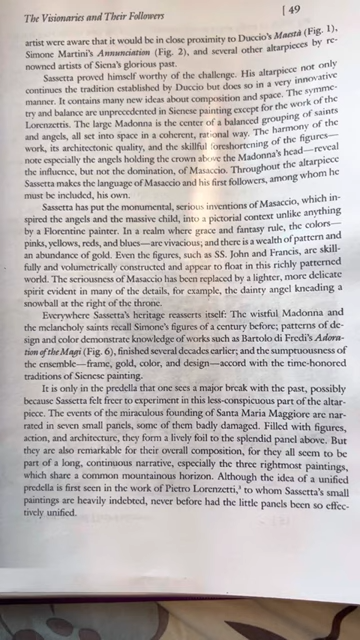 The Visionaries and Their Followers [ 49
artist were aware that it would be in close proximity to Duccio's Maestà (Fig. 1),
Simone Martini's Annunciation (Fig. 2), and several other altarpieces by re-
nowned artists of Siena's glorious past.
Sassetta proved himself worthy of the challenge. His altarpiece not only
continues the tradition established by Duccio but does so in a very innovative
manner. It contains many new ideas about composition and space. The symme-
try and balance are unprecedented in Sienese painting except for the work of the
Lorenzettis. The large Madonna is the center of a balanced grouping of saints
and angels, all set into space in a coherent, rational way. The harmony of the
work, its architectonic quality, and the skillful foreshortening of the figures—
note especially the angels holding the crown above the Madonna's head—reveal
the influence, but not the domination, of Masaccio. Throughout the altarpiece
Sassetta makes the language of Masaccio and his first followers, among whom he
must be included, his own.
Sassetta has put the monumental, serious inventions of Masaccio, which in-
spired the angels and the massive child, into a pictorial context unlike anything
by a Florentine painter. In a realm where grace and fantasy rule, the colors—
pinks, yellows, reds, and blues—are vivacious; and there is a wealth of pattern and
an abundance of gold. Even the figures, such as SS. John and Francis, are skill-
fully and volumetrically constructed and appear to float in this richly patterned
world. The seriousness of Masaccio has been replaced by a lighter, more delicate
spirit evident in many of the details, for example, the dainty angel kneading a
snowball at the right of the throne.
Everywhere Sassetta's heritage reasserts itself: The wistful Madonna and
the melancholy saints recall Simone's figures of a century before; patterns of de-
sign and color demonstrate knowledge of works such as Bartolo di Fredi's Adora-
tion of the Magi (Fig. 6), finished several decades earlier; and the sumptuousness of
the ensemble—frame, gold, color, and design—accord with the time-honored
traditions of Sienese painting.
It is only in the predella that one sees a major break with the past, possibly
because Sassetta felt freer to experiment in this less-conspicuous part of the altar-
piece. The events of the miraculous founding of Santa Maria Maggiore are nar-
rated in seven small panels, some of them badly damaged. Filled with figures,
action, and architecture, they form a lively foil to the splendid panel above. But
they are also remarkable for their overall composition, for they all seem to be
part of a long, continuous narrative, especially the three rightmost paintings,
which share a common mountainous horizon. Although the idea of a unified
predella is first seen in the work of Pietro Lorenzetti,³ to whom Sassetta's small
paintings are heavily indebted, never before had the little panels been so effec-
tively unified.